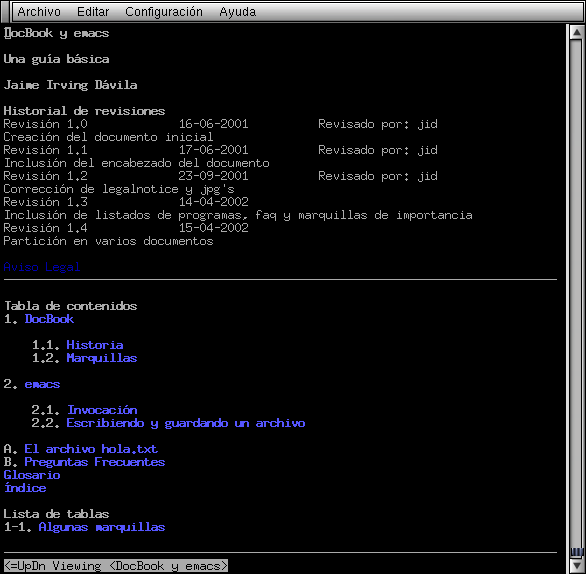 Archivo Editar Configuración Ayuda
DocBook y emacs
Una guía básica
Jaime Irving Dávila
Historial de revisiones
Revisión 1.0 16-06-2001 Revisado por: jid
Creación del documento inicial
Revisión 1.1 17-06-2001 Revisado por: jid
Inclusión del encabezado del documento
Revisión 1.2 23-09-2001 Revisado por: jid
Corrección de legalnotice y jpg's
Revisión 1.3 14-04-2002
Inclusión de listados de programas, faq y marquillas de importancia
Revisión 1.4 15-04-2002
Partición en varios documentos
Aviso Legal
Tabla de contenidos
1. DocBook
1.1. Historia
1.2. Marquillas
2. emacs
2.1. Invocación
2.2. Escribiendo y guardando un archivo
A. El archivo hola.txt
B. Preguntas Frecuentes
Glosario
Índice
Lista de tablas
1-1. Algunas marquillas
<=UpDn Viewing <DocBook y emacs>